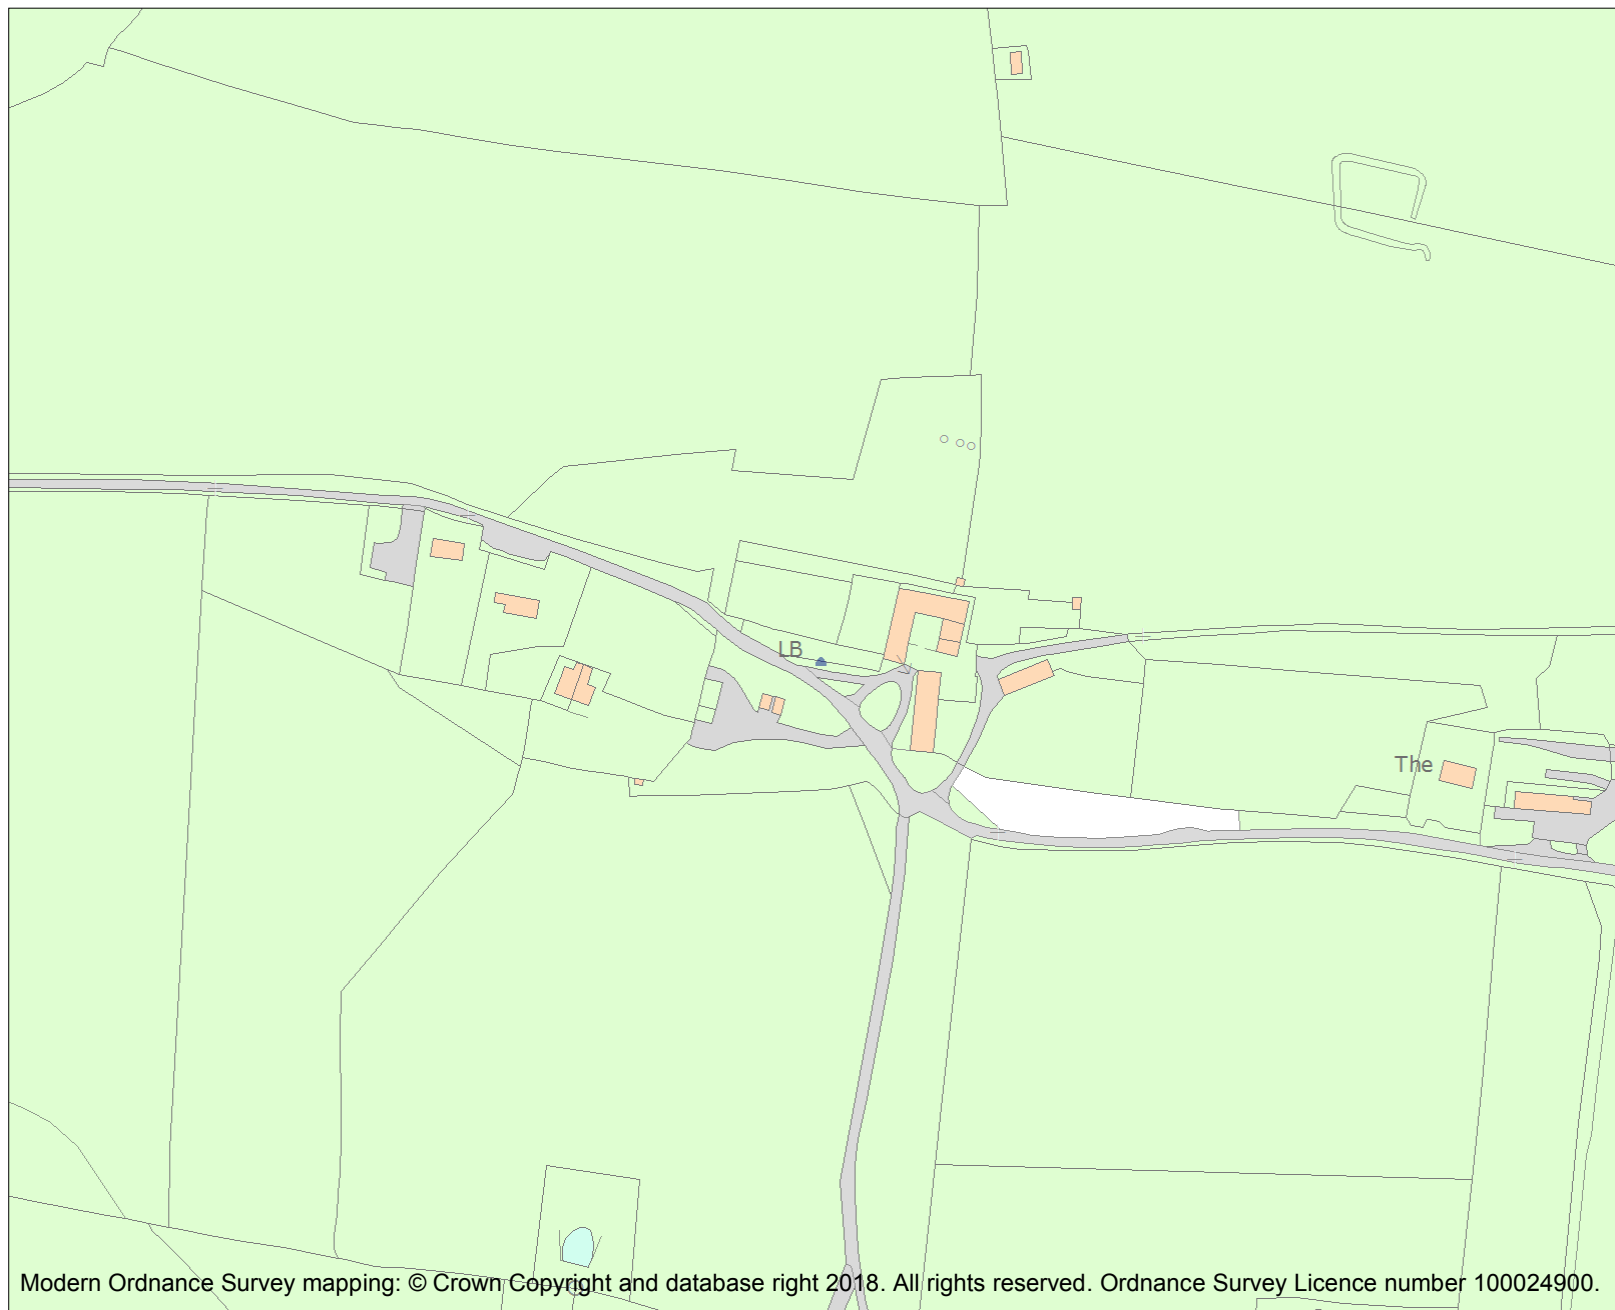 LB
The
Modern Ordnance Survey mapping: © Crown Copyright and database right 2018. All rights reserved. Ordnance Survey Licence number 100024900.